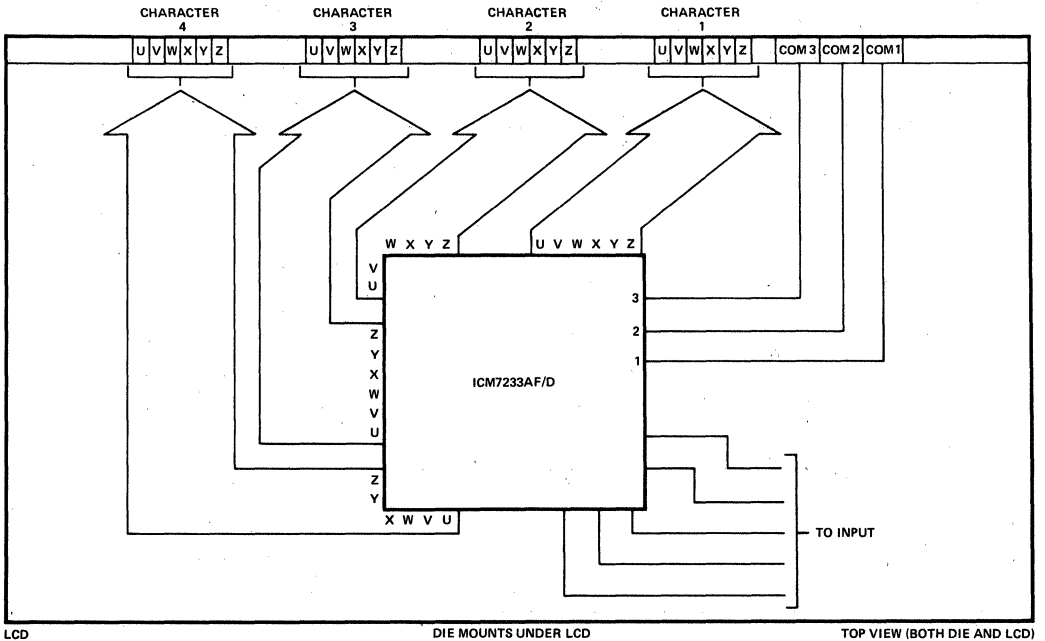 CHARACTER 4 CHARACTER 3 CHARACTER 2 CHARACTER 1
U V W X Y Z U V W X Y Z U V W X Y Z U V W X Y Z COM 3 COM 2 COM 1
W X Y Z U V W X Y Z
V
U
3
2
Z
Y
1
X
ICM7233AF/D
W
V
U
Z
Y
X W V U
TO INPUT
LCD DIE MOUNTS UNDER LCD TOP VIEW (BOTH DIE AND LCD)